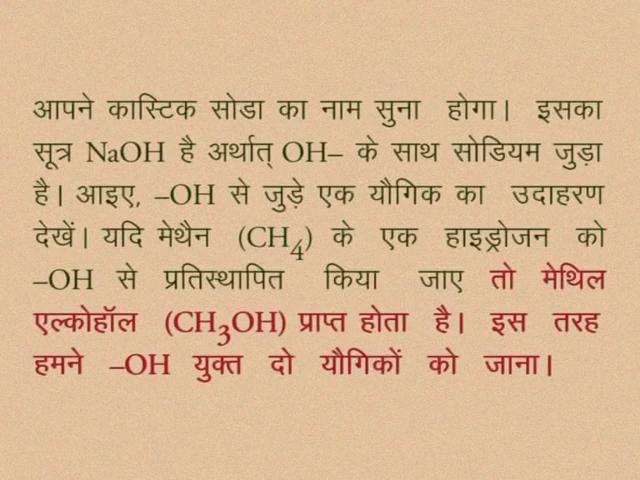 आपने कास्टिक सोडा का नाम सुना होगा। इसका
सूत्र NaOH है अर्थात् OH– के साथ सोडियम जुड़ा
है। आइए, –OH से जुड़े एक यौगिक का उदाहरण
देखें। यदि मेथैन (CH4) के एक हाइड्रोजन को
–OH से प्रतिस्थापित किया जाए तो मेथिल
एल्कोहॉल (CH3OH) प्राप्त होता है। इस तरह
हमने –OH युक्त दो यौगिकों को जाना।